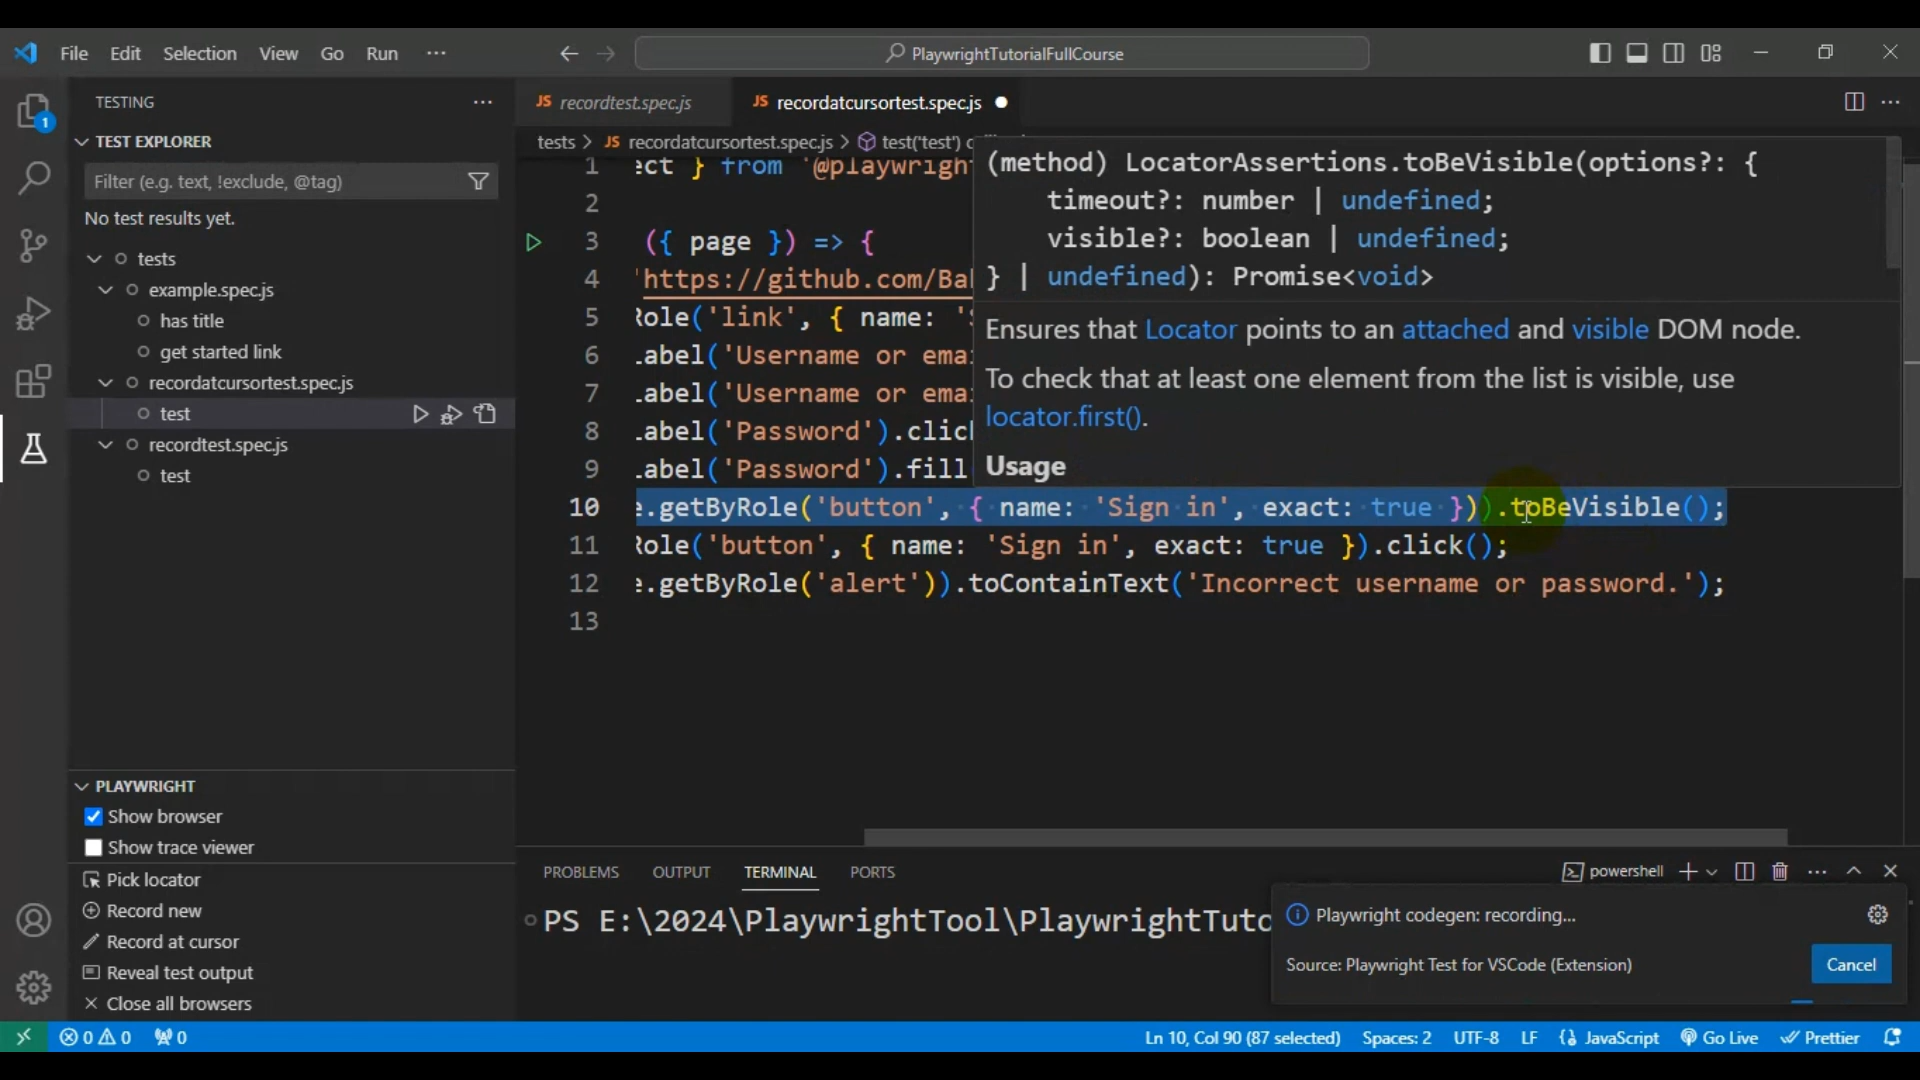 File Edit Selection View Go Run ···
PlaywrightTutorialFullCourse
TESTING
TEST EXPLORER
Filter (e.g. text, !exclude, @tag)
No test results yet.
tests
example.spec.js
has title
get started link
recordatcursortest.spec.js
test
recordtest.spec.js
test
PLAYWRIGHT
Show browser
Show trace viewer
Pick locator
Record new
Record at cursor
Reveal test output
Close all browsers
1
JS recordtest.spec.js
JS recordatcursortest.spec.js
tests > JS recordatcursortest.spec.js > test('test') c
1 ect } from '@playwrigh
2
3 ({ page }) => {
4 'https://github.com/Ba
5 Role('link', { name: '
6 .abel('Username or ema
7 .abel('Username or ema
8 .abel('Password').clic
9 .abel('Password').fill
10 e.getByRole('button', { name: 'Sign in', exact: true })).toBeVisible();
11 Role('button', { name: 'Sign in', exact: true }).click();
12 e.getByRole('alert')).toContainText('Incorrect username or password.');
13
(method) LocatorAssertions.toBeVisible(options?: {
timeout?: number | undefined;
visible?: boolean | undefined;
} | undefined): Promise<void>
Ensures that Locator points to an attached and visible DOM node.
To check that at least one element from the list is visible, use
locator.first().
Usage
PROBLEMS OUTPUT TERMINAL PORTS
powershell
PS E:\2024\PlaywrightTool\PlaywrightTuto
Playwright codegen: recording...
Source: Playwright Test for VSCode (Extension)
Cancel
0 0 0
Ln 10, Col 90 (87 selected) Spaces: 2 UTF-8 LF JavaScript Go Live Prettier